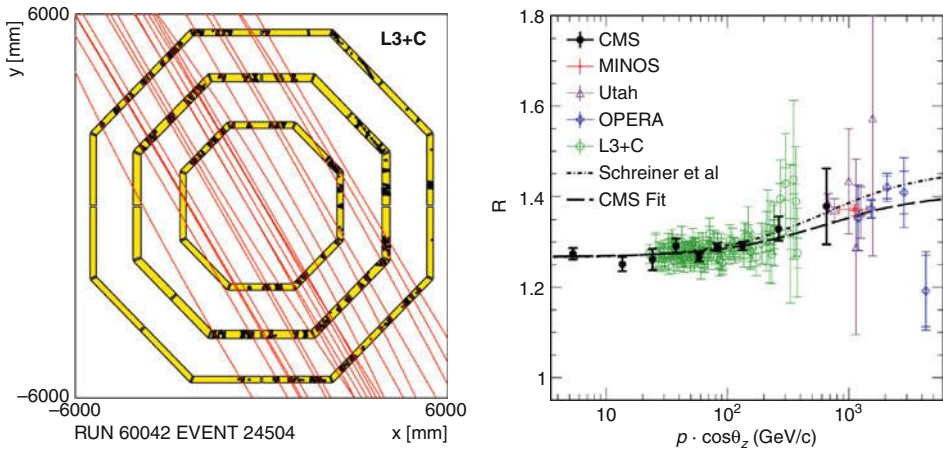 6000
y [mm]
L3+C
–6000
–6000
6000
RUN 60042 EVENT 24504
x [mm]
1.8
1.6
1.4
1.2
1
R
CMS
MINOS
Utah
OPERA
L3+C
Schreiner et al
CMS Fit
10
10²
10³
p · cosθz (GeV/c)